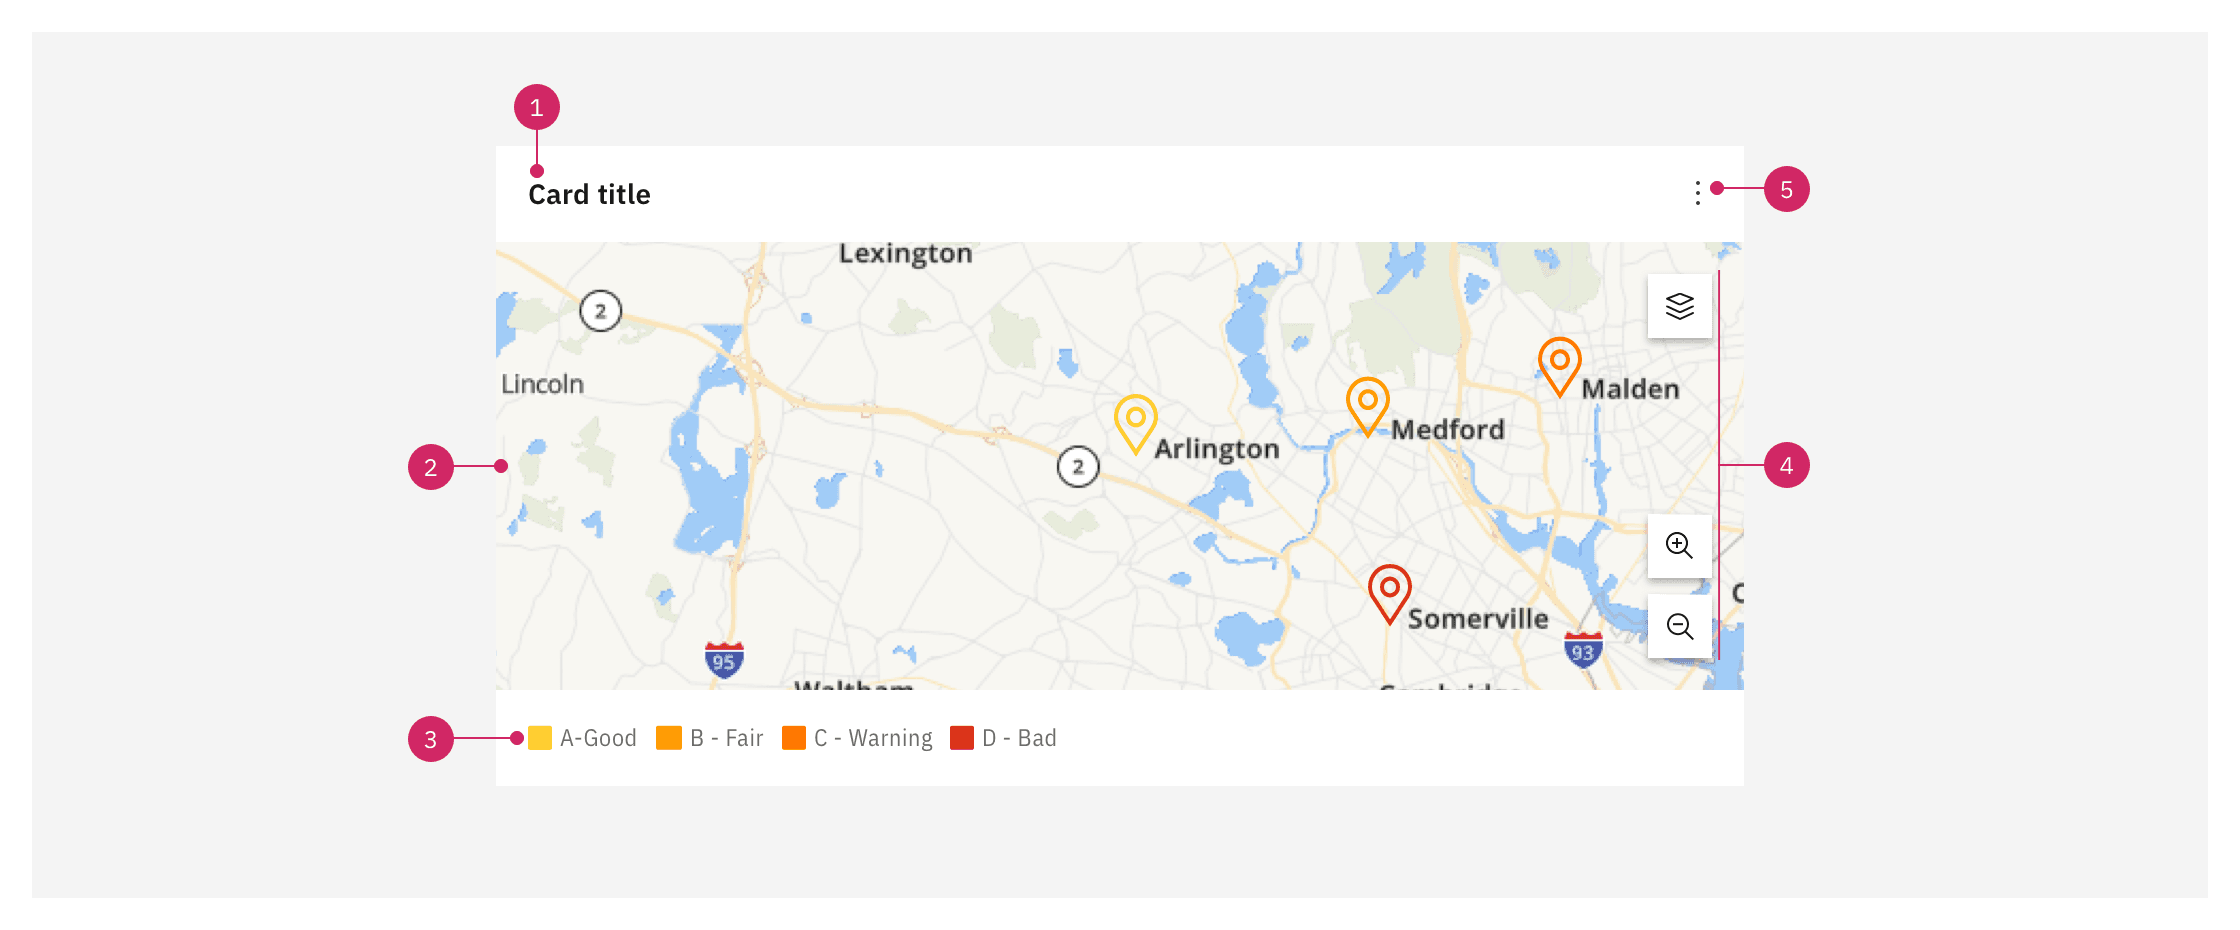 1
Card title
5
Lexington
2
Lincoln
Malden
Medford
Arlington
2
2
4
Somerville
95
93
Waltham
Cambridge
3
A-Good
B - Fair
C - Warning
D - Bad